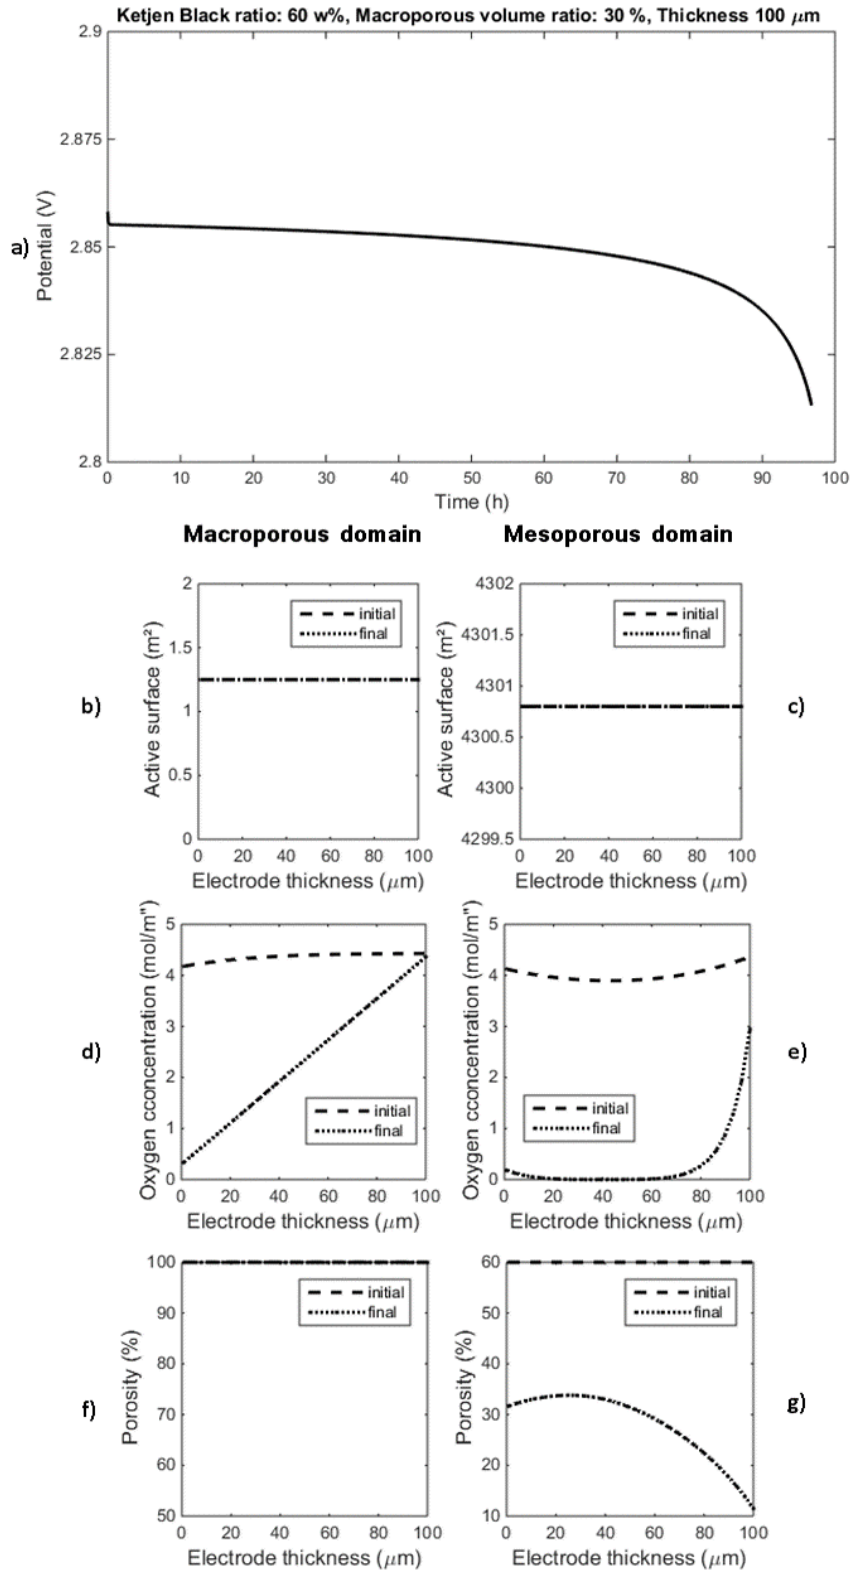 Ketjen Black ratio: 60 w%, Macroporous volume ratio: 30 %, Thickness 100 μm
2.9
2.875
2.85
2.825
2.8
Potential (V)
a)
0 10 20 30 40 50 60 70 80 90 100
Time (h)
Macroporous domain
Mesoporous domain
b)
Active surface (m²)
2
1.5
1
0.5
0
initial
final
0 20 40 60 80 100
Electrode thickness (μm)
Active surface (m²)
4302
4301.5
4301
4300.5
4300
4299.5
initial
final
0 20 40 60 80 100
Electrode thickness (μm)
c)
d)
Oxygen cconcentration (mol/m")
5
4
3
2
1
0
initial
final
0 20 40 60 80 100
Electrode thickness (μm)
Oxygen cconcentration (mol/m")
5
4
3
2
1
0
initial
final
0 20 40 60 80 100
Electrode thickness (μm)
e)
f)
Porosity (%)
100
90
80
70
60
50
initial
final
0 20 40 60 80 100
Electrode thickness (μm)
Porosity (%)
60
50
40
30
20
10
initial
final
0 20 40 60 80 100
Electrode thickness (μm)
g)